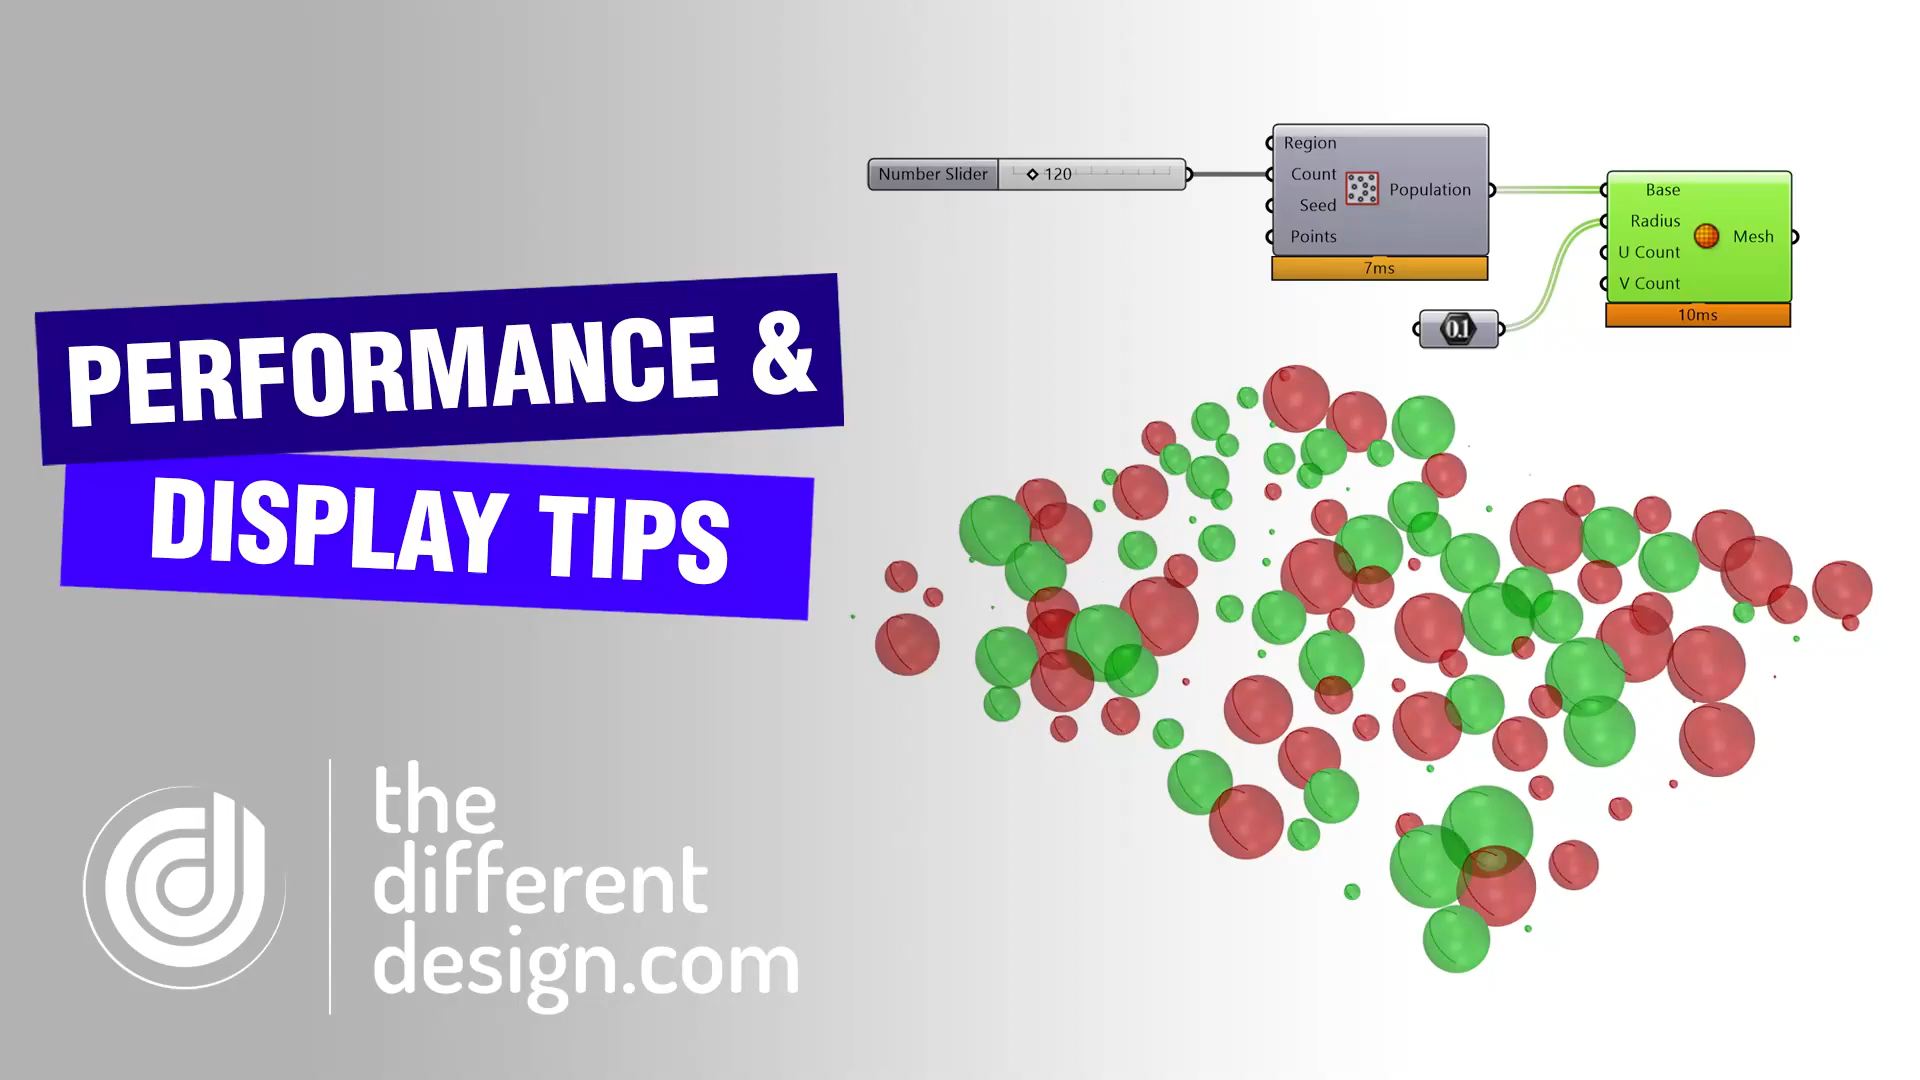 PERFORMANCE &
DISPLAY TIPS
the
different
design.com
Number Slider
120
Region
Count
Seed
Points
Population
7ms
0.1
Base
Radius
U Count
V Count
Mesh
10ms